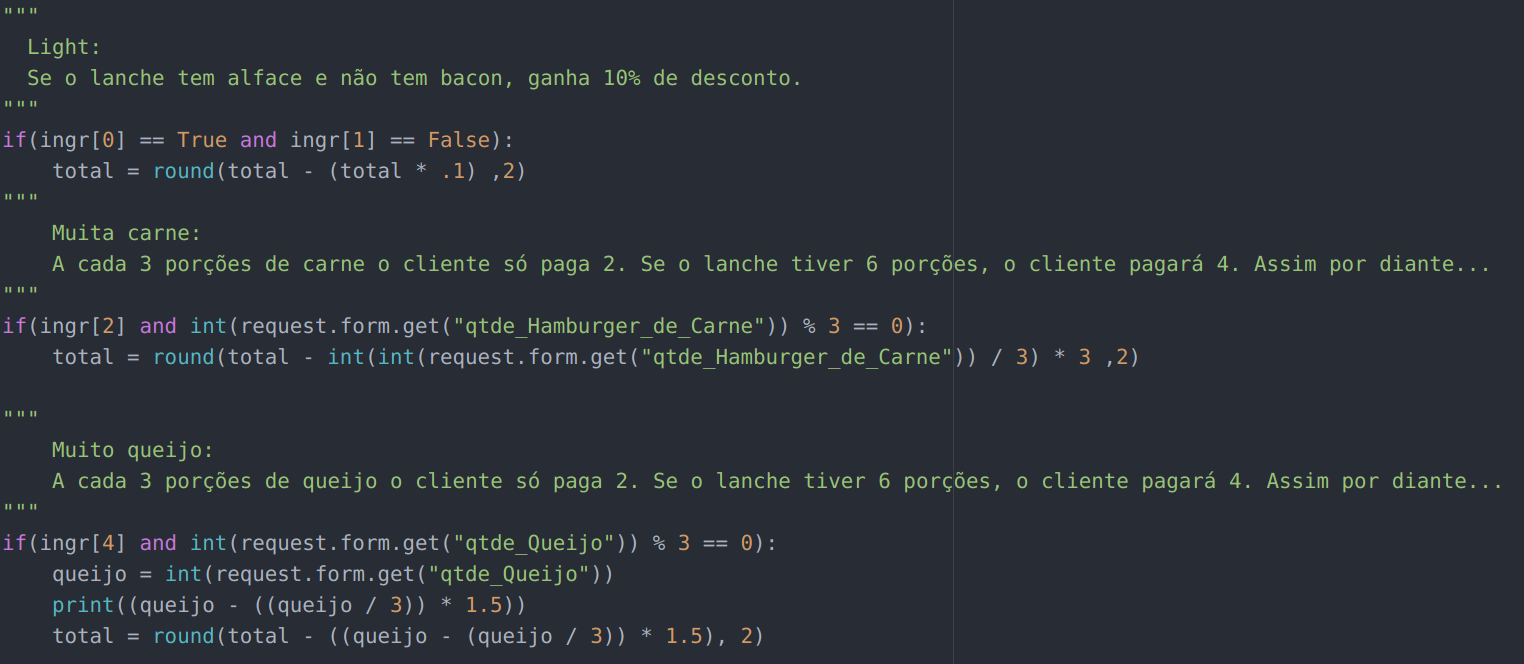 """
  Light:
  Se o lanche tem alface e não tem bacon, ganha 10% de desconto.
"""
if(ingr[0] == True and ingr[1] == False):
    total = round(total - (total * .1) ,2)
"""
    Muita carne:
    A cada 3 porções de carne o cliente só paga 2. Se o lanche tiver 6 porções, o cliente pagará 4. Assim por diante...
"""
if(ingr[2] and int(request.form.get("qtde_Hamburger_de_Carne")) % 3 == 0):
    total = round(total - int(int(request.form.get("qtde_Hamburger_de_Carne")) / 3) * 3 ,2)

"""
    Muito queijo:
    A cada 3 porções de queijo o cliente só paga 2. Se o lanche tiver 6 porções, o cliente pagará 4. Assim por diante...
"""
if(ingr[4] and int(request.form.get("qtde_Queijo")) % 3 == 0):
    queijo = int(request.form.get("qtde_Queijo"))
    print((queijo - ((queijo / 3)) * 1.5))
    total = round(total - ((queijo - (queijo / 3)) * 1.5), 2)